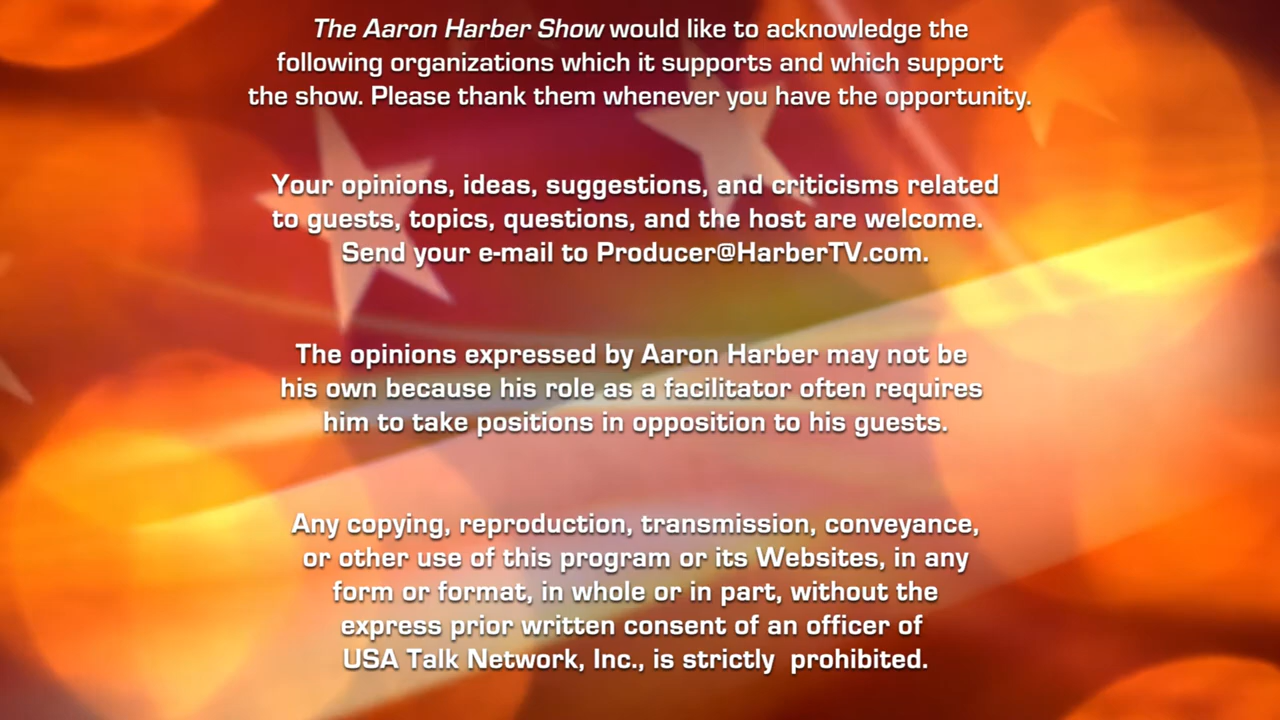 The Aaron Harber Show would like to acknowledge the
following organizations which it supports and which support
the show. Please thank them whenever you have the opportunity.
Your opinions, ideas, suggestions, and criticisms related
to guests, topics, questions, and the host are welcome.
Send your e-mail to Producer@HarberTV.com.
The opinions expressed by Aaron Harber may not be
his own because his role as a facilitator often requires
him to take positions in opposition to his guests.
Any copying, reproduction, transmission, conveyance,
or other use of this program or its Websites, in any
form or format, in whole or in part, without the
express prior written consent of an officer of
USA Talk Network, Inc., is strictly  prohibited.